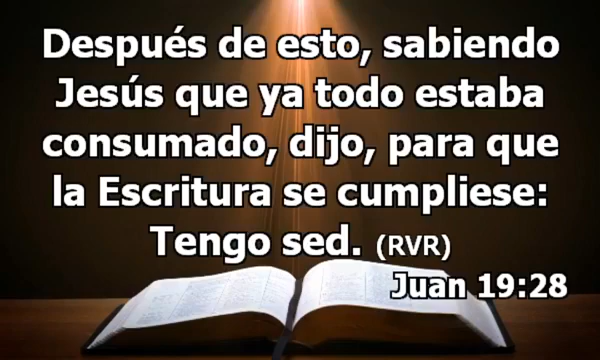 Después de esto, sabiendo
Jesús que ya todo estaba
consumado, dijo, para que
la Escritura se cumpliese:
Tengo sed. (RVR)
Juan 19:28